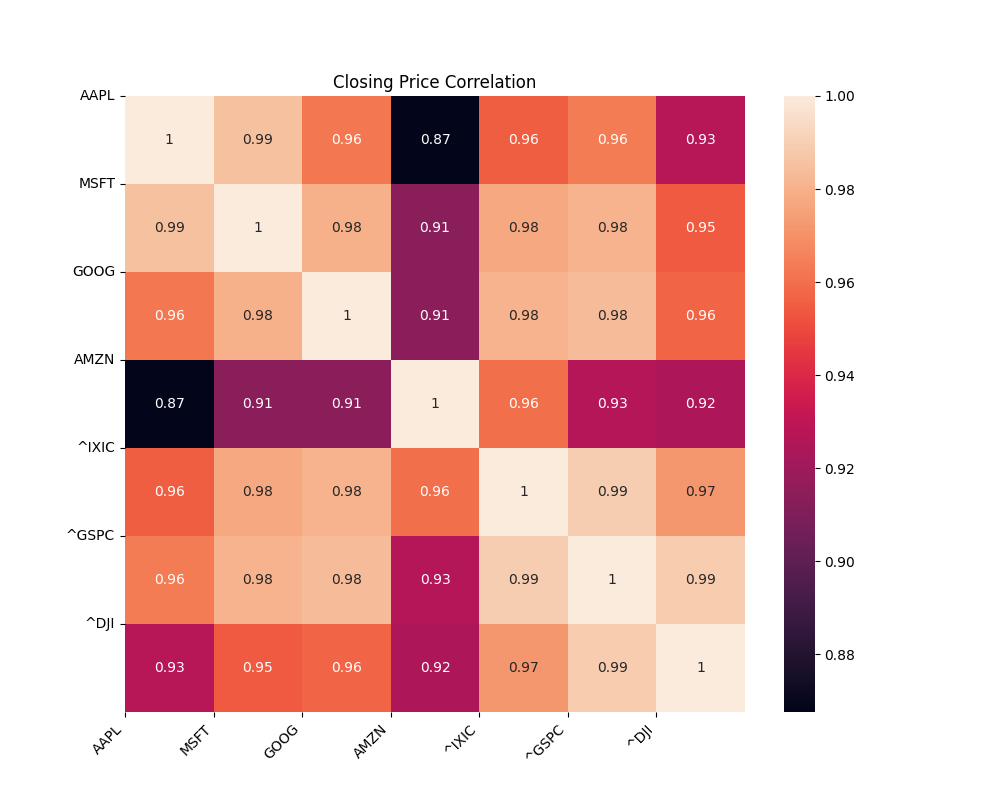 Closing Price Correlation
AAPL 1 0.99 0.96 0.87 0.96 0.96 0.93
MSFT 0.99 1 0.98 0.91 0.98 0.98 0.95
GOOG 0.96 0.98 1 0.91 0.98 0.98 0.96
AMZN 0.87 0.91 0.91 1 0.96 0.93 0.92
^IXIC 0.96 0.98 0.98 0.96 1 0.99 0.97
^GSPC 0.96 0.98 0.98 0.93 0.99 1 0.99
^DJI 0.93 0.95 0.96 0.92 0.97 0.99 1
AAPL MSFT GOOG AMZN ^IXIC ^GSPC ^DJI
1.00
0.98
0.96
0.94
0.92
0.90
0.88